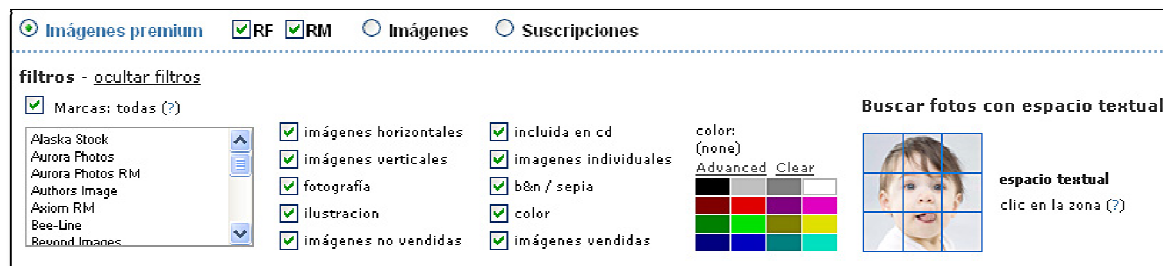 Imágenes premium RF RM Imágenes Suscripciones
filtros - ocultar filtros
Marcas: todas (?)
Alaska Stock
Aurora Photos
Aurora Photos RM
Authors Image
Axiom RM
Bee-Line
Beyond Images
imágenes horizontales
imágenes verticales
fotografía
ilustracion
imágenes no vendidas
incluida en cd
imagenes individuales
b&n / sepia
color
imágenes vendidas
color:
(none)
Advanced Clear
Buscar fotos con espacio textual
espacio textual
clic en la zona (?)